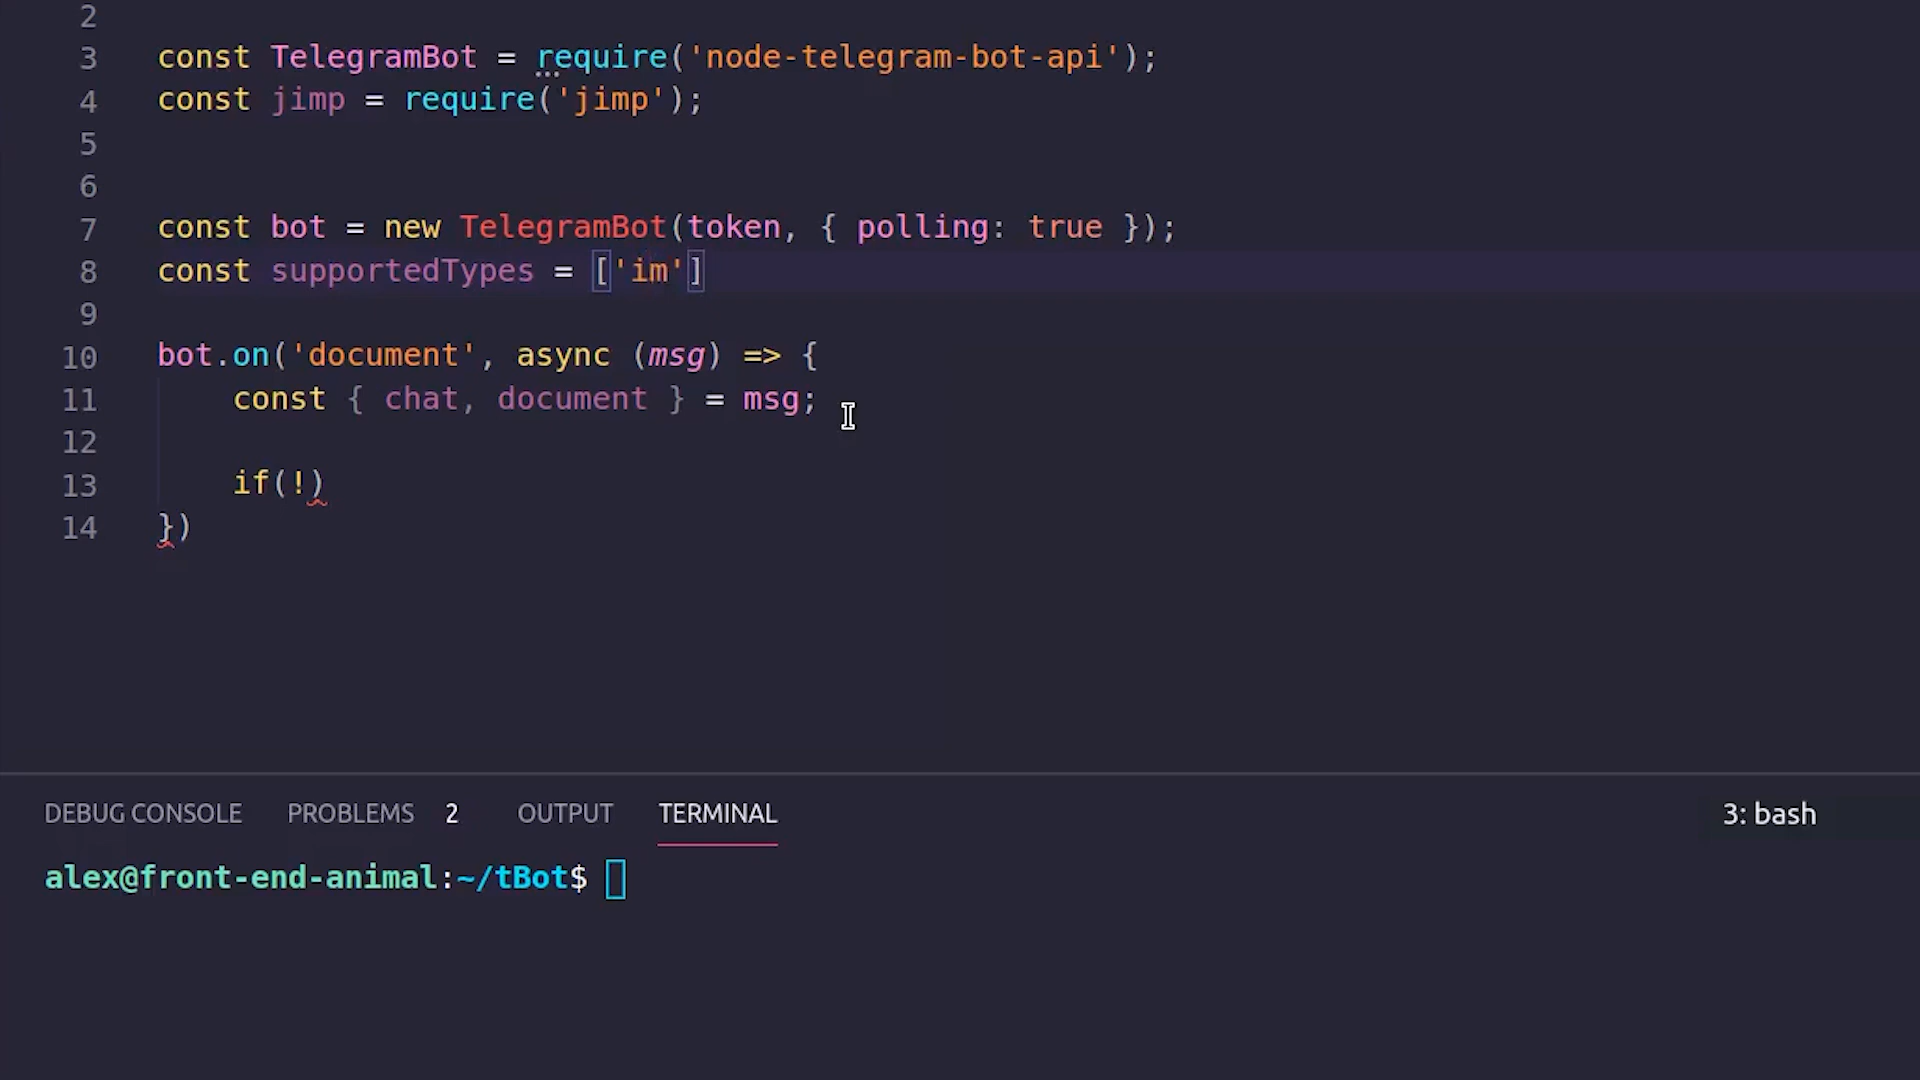 2
3 const TelegramBot = require('node-telegram-bot-api');
4 const jimp = require('jimp');
5
6
7 const bot = new TelegramBot(token, { polling: true });
8 const supportedTypes = ['im']
9
10 bot.on('document', async (msg) => {
11     const { chat, document } = msg;
12
13     if(!)
14 })
DEBUG CONSOLE PROBLEMS 2 OUTPUT TERMINAL 3: bash
alex@front-end-animal:~/tBot$